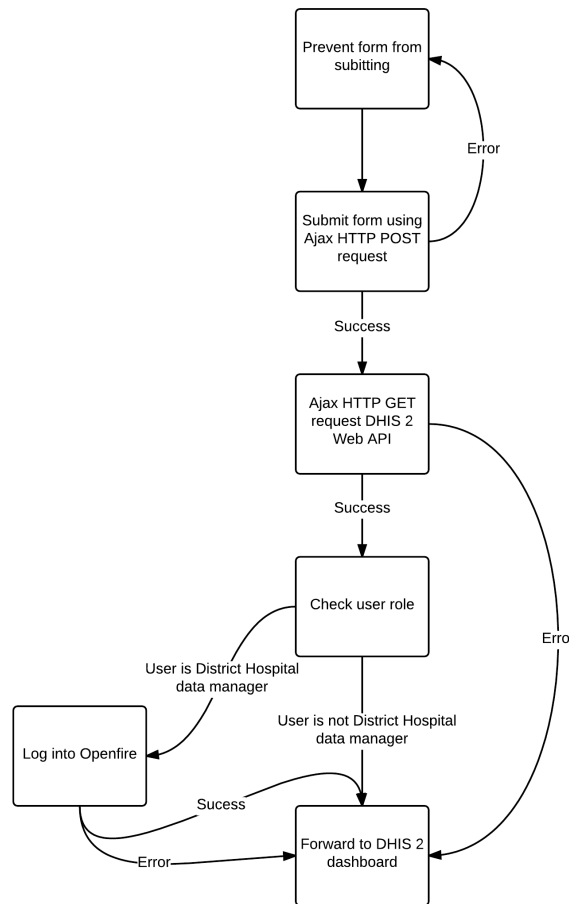 Prevent form from
subitting
Error
Submit form using
Ajax HTTP POST
request
Success
Ajax HTTP GET
request DHIS 2
Web API
Success
Check user role
Erro
User is District Hospital
data manager
User is not District Hospital
data manager
Log into Openfire
Sucess
Forward to DHIS 2
dashboard
Error